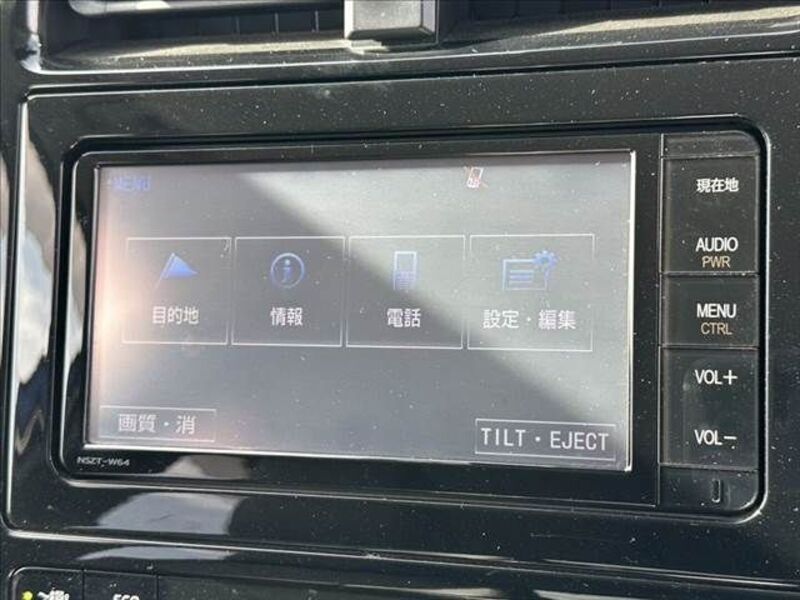 MENU
目的地
情報
電話
設定・編集
画質・消
TILT・EJECT
NSZT-W64
現在地
AUDIO
PWR
MENU
CTRL
VOL+
VOL−